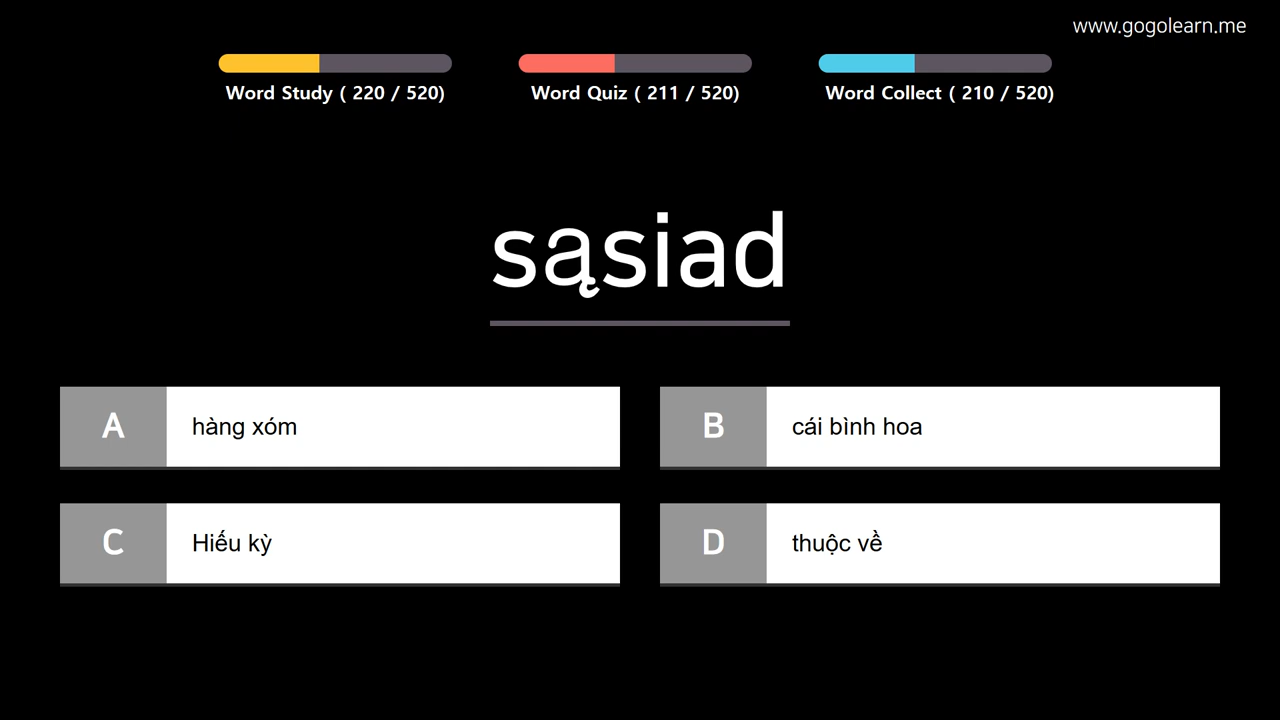 www.gogolearn.me
Word Study ( 220 / 520)
Word Quiz ( 211 / 520)
Word Collect ( 210 / 520)
sąsiad
A hàng xóm
B cái bình hoa
C Hiếu kỳ
D thuộc về